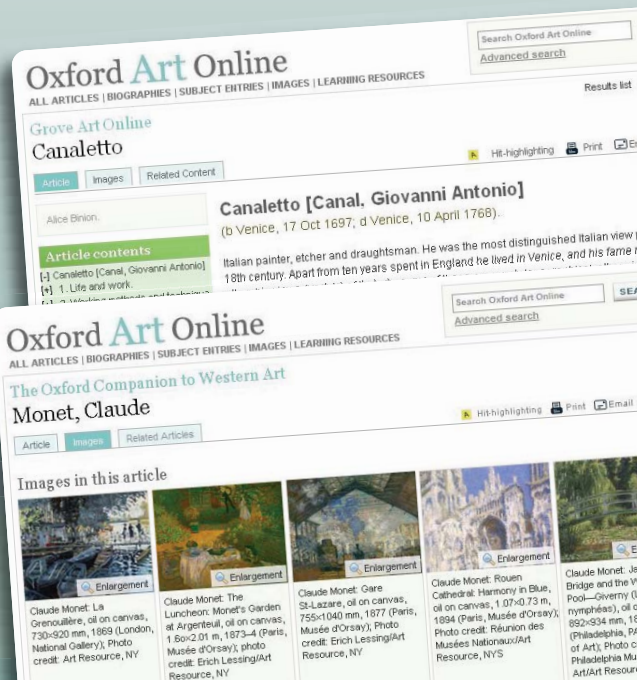 Search Oxford Art Online
Advanced search
Oxford Art Online
ALL ARTICLES | BIOGRAPHIES | SUBJECT ENTRIES | IMAGES | LEARNING RESOURCES
Results list
Grove Art Online
Canaletto
Hit-highlighting Print
Article Images Related Content
Alice Binion.
Canaletto [Canal, Giovanni Antonio]
(b Venice, 17 Oct 1697; d Venice, 10 April 1768).
Article contents
[-] Canaletto [Canal, Giovanni Antonio]
[+] 1. Life and work.
Italian painter, etcher and draughtsman. He was the most distinguished Italian view
18th century. Apart from ten years spent in England he lived in Venice, and his fame
Search Oxford Art Online
Advanced search
Oxford Art Online
ALL ARTICLES | BIOGRAPHIES | SUBJECT ENTRIES | IMAGES | LEARNING RESOURCES
The Oxford Companion to Western Art
Monet, Claude
Hit-highlighting Print Email
Article Images Related Articles
Images in this article
Enlargement
Claude Monet: La
Grenouillère, oil on canvas,
730×920 mm, 1869 (London,
National Gallery); Photo
credit: Art Resource, NY
Enlargement
Claude Monet: The
Luncheon: Monet's Garden
at Argenteuil, oil on canvas,
1.60×2.01 m, 1873–4 (Paris,
Musée d'Orsay); photo
credit: Erich Lessing/Art
Resource, NY
Enlargement
Claude Monet: Gare
St-Lazare, oil on canvas,
755×1040 mm, 1877 (Paris,
Musée d'Orsay); Photo
credit: Erich Lessing/Art
Resource, NY
Enlargement
Claude Monet: Rouen
Cathedral: Harmony in Blue,
oil on canvas, 1.07×0.73 m,
1894 (Paris, Musée d'Orsay);
Photo credit: Réunion des
Musées Nationaux/Art
Resource, NYS
Claude Monet:
Bridge and the
Pool—Giverny
nymphéas), oil
892×934 mm,
(Philadelphia,
of Art); Photo
Philadelphia
Art/Art